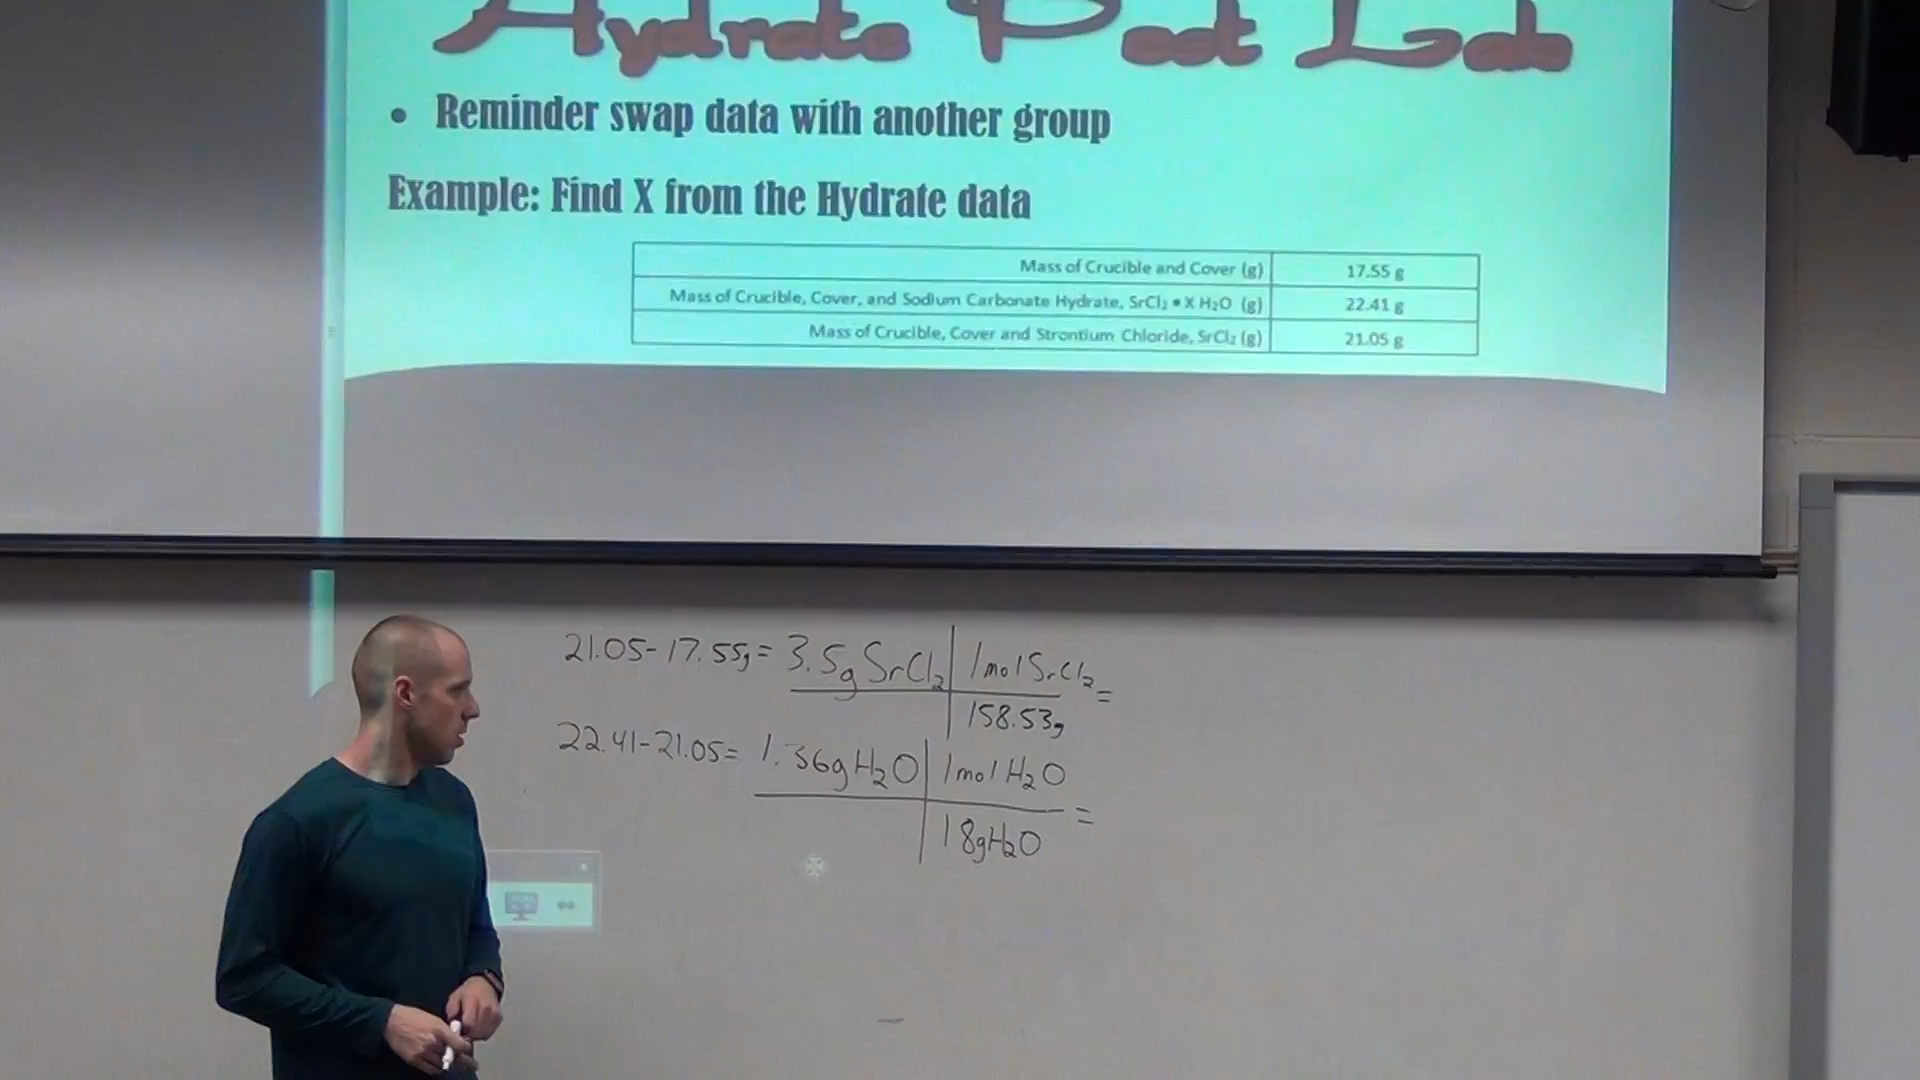 Hydrate Post Lab
• Reminder swap data with another group
Example: Find X from the Hydrate data
Mass of Crucible and Cover (g) 17.55 g
Mass of Crucible, Cover, and Sodium Carbonate Hydrate, SrCl₂ • X H₂O (g) 22.41 g
Mass of Crucible, Cover and Strontium Chloride, SrCl₂ (g) 21.05 g
21.05-17.55g= 3.5g SrCl₂ 1mol SrCl₂ =
158.53g
22.41-21.05= 1.36g H₂O 1mol H₂O =
18g H₂O